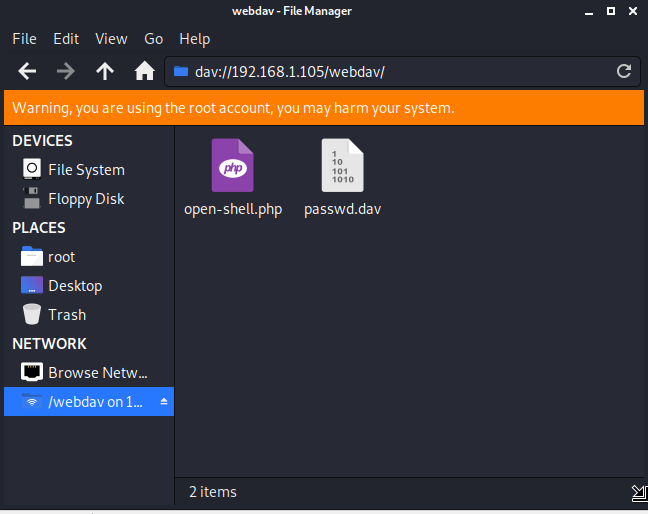 webdav - File Manager
File Edit View Go Help
dav://192.168.1.105/webdav/
Warning, you are using the root account, you may harm your system.
DEVICES
File System
Floppy Disk
PLACES
root
Desktop
Trash
NETWORK
Browse Netw...
/webdav on 1...
php
open-shell.php
1
10
101
1010
passwd.dav
2 items